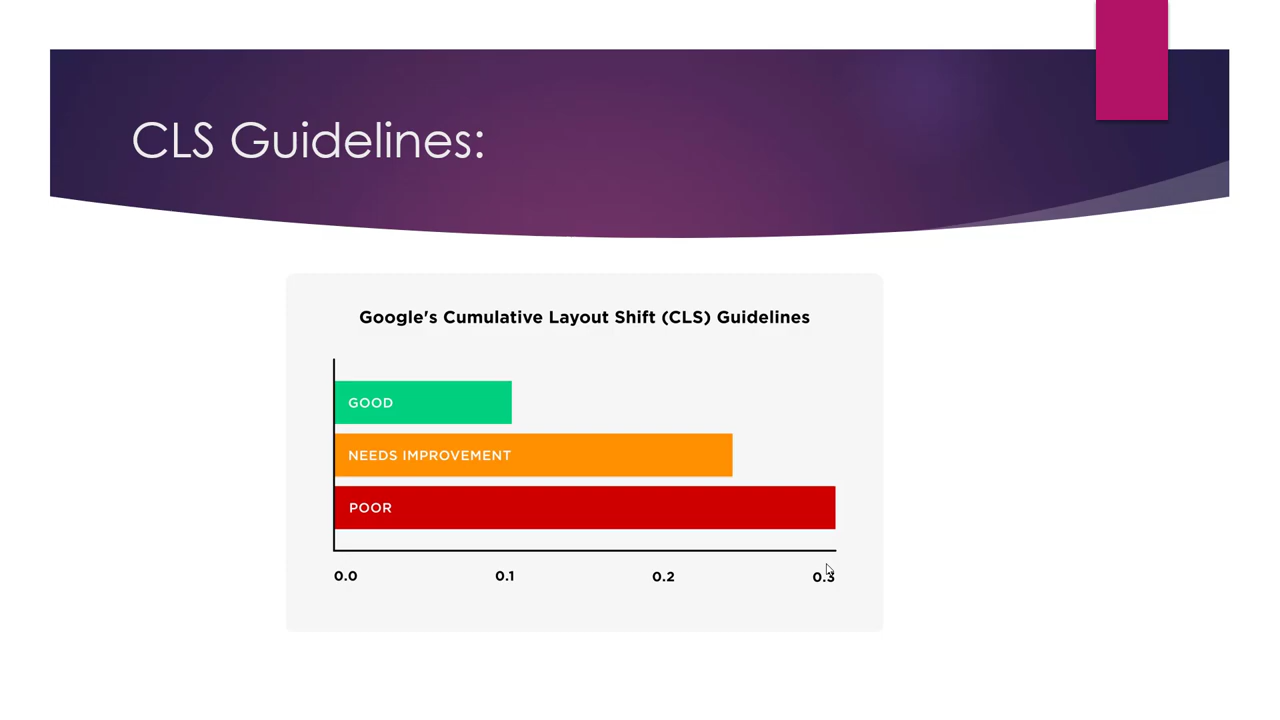 CLS Guidelines:
Google's Cumulative Layout Shift (CLS) Guidelines
GOOD
NEEDS IMPROVEMENT
POOR
0.0 0.1 0.2 0.3